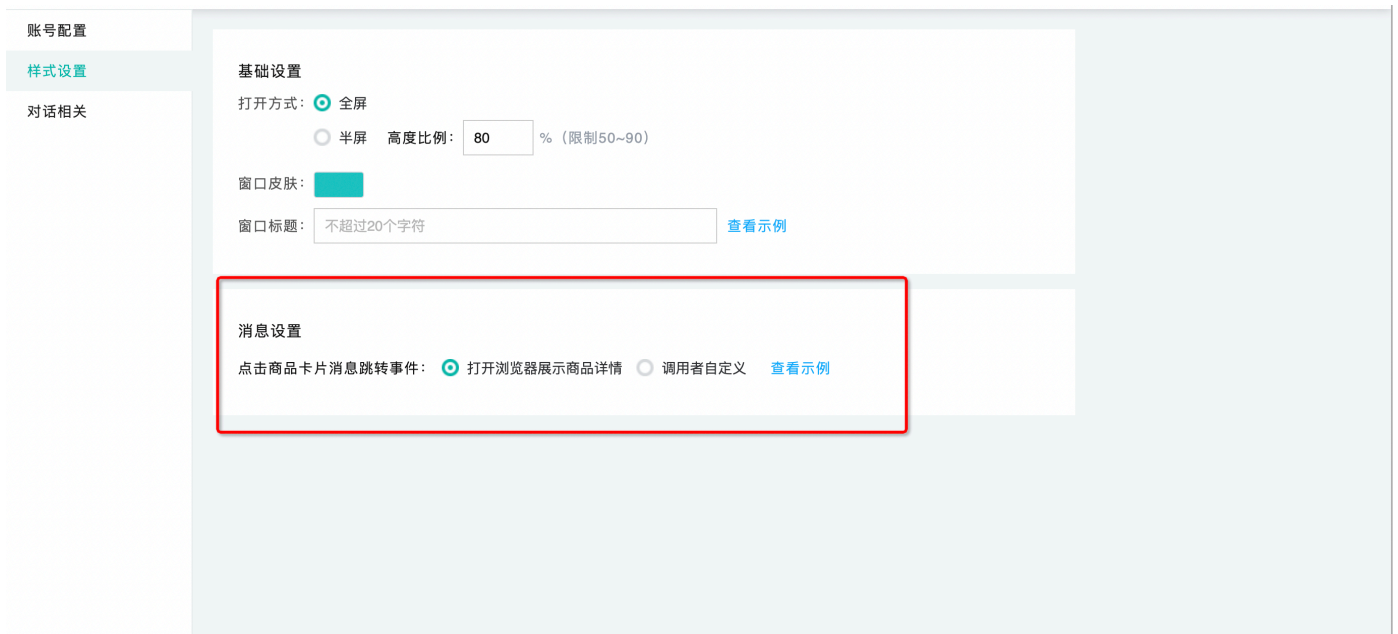 账号配置
样式设置
对话相关
基础设置
打开方式: 全屏
半屏 高度比例: 80 %（限制50~90）
窗口皮肤:
窗口标题: 不超过20个字符 查看示例
消息设置
点击商品卡片消息跳转事件: 打开浏览器展示商品详情 调用者自定义 查看示例